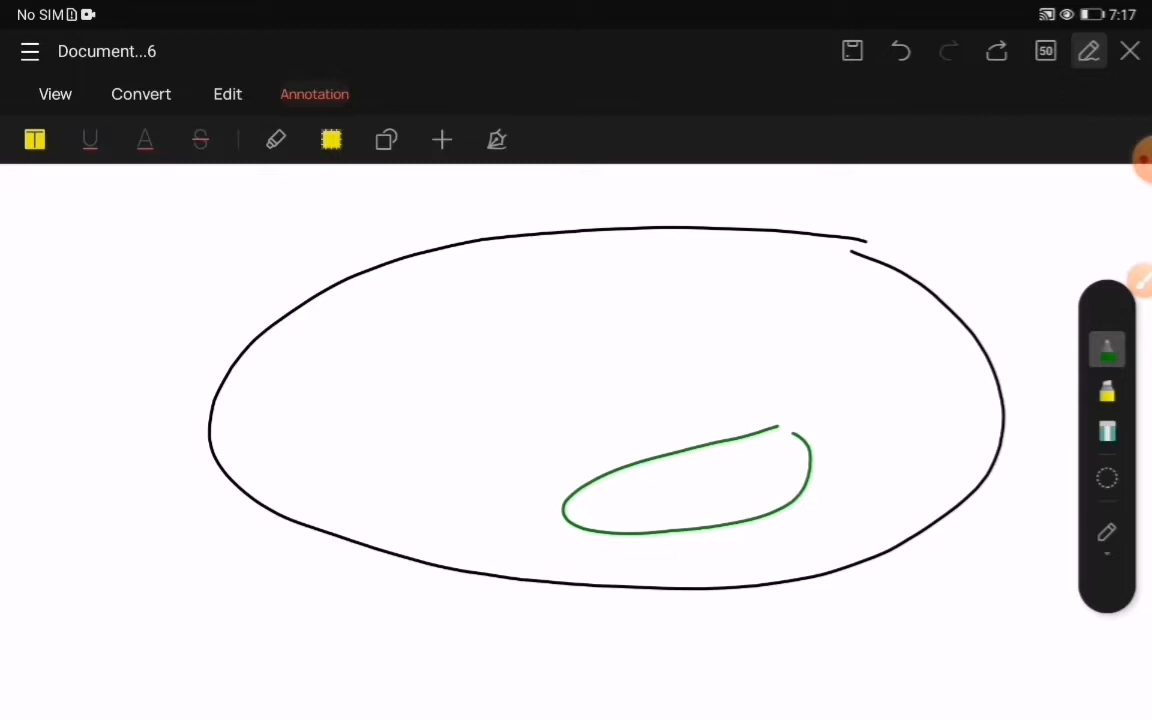 No SIM 7:17
Document...6 50
View Convert Edit Annotation
T U A S